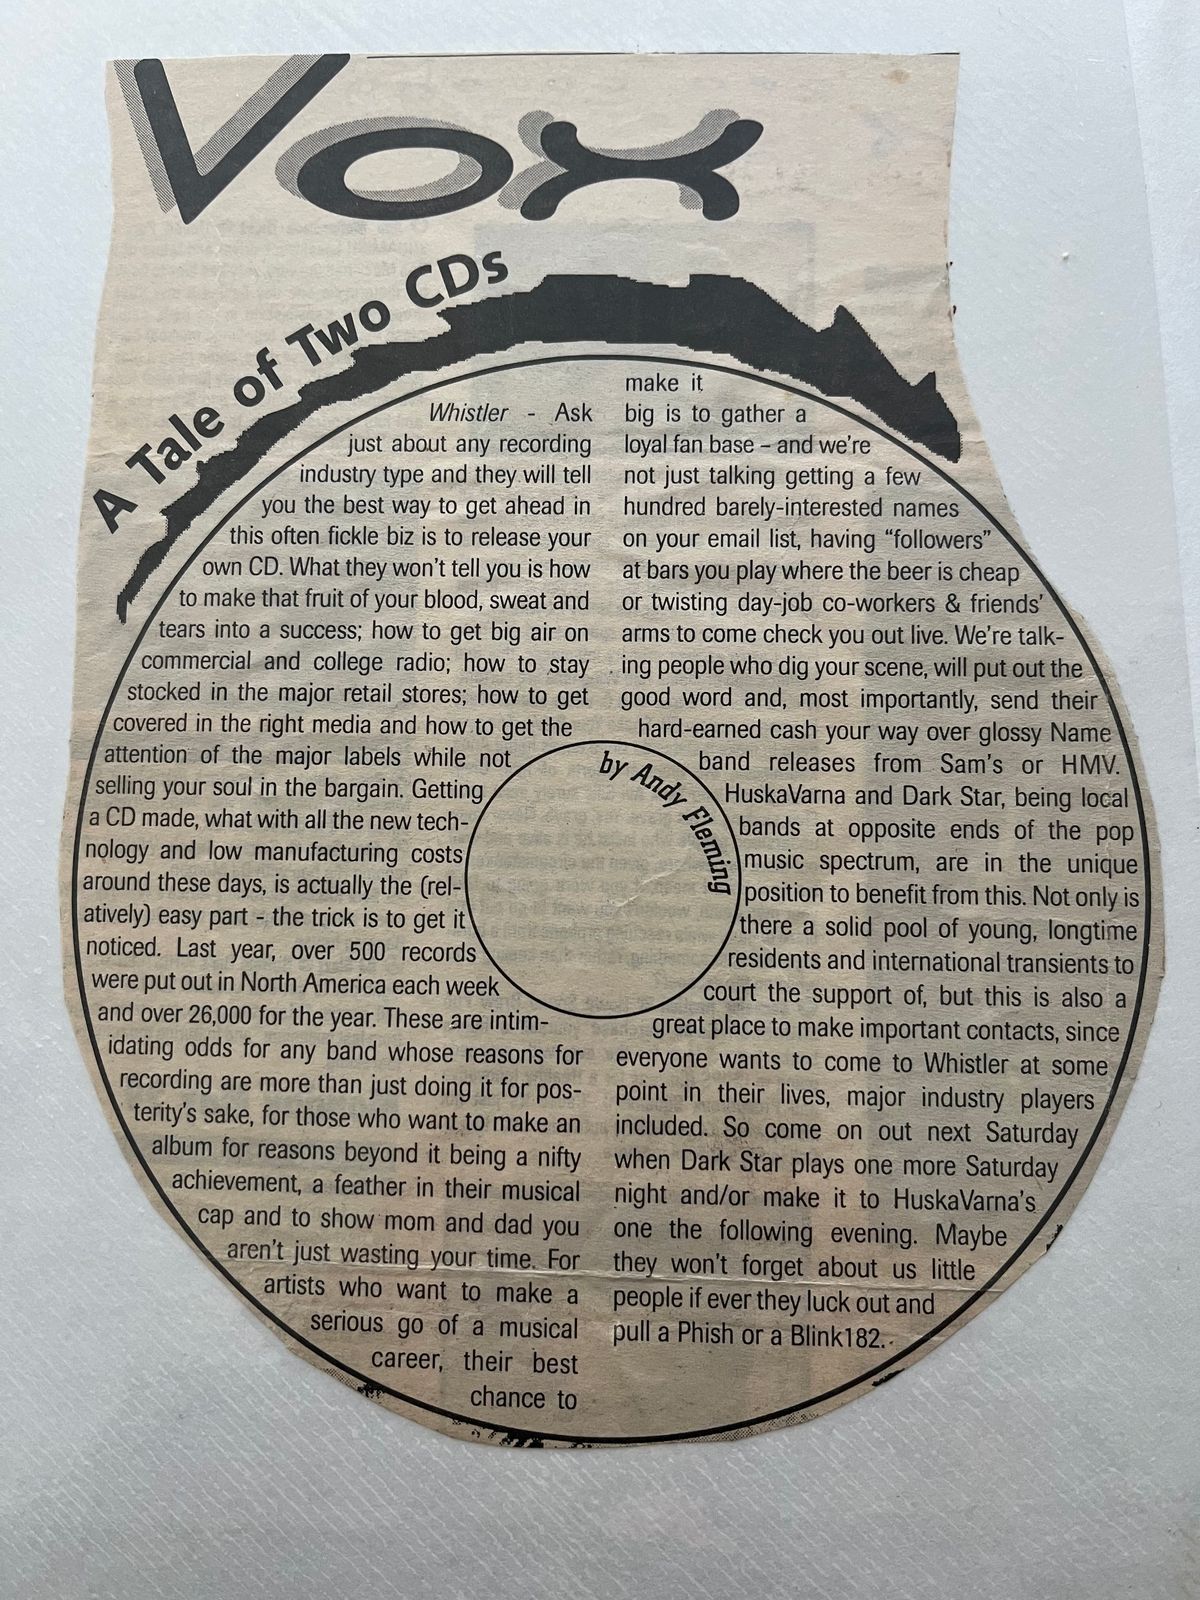 Vox
A Tale of Two CDs
Whistler - Ask
just about any recording
industry type and they will tell
you the best way to get ahead in
this often fickle biz is to release your
own CD. What they won't tell you is how
to make that fruit of your blood, sweat and
tears into a success; how to get big air on
commercial and college radio; how to stay
stocked in the major retail stores; how to get
covered in the right media and how to get the
attention of the major labels while not
selling your soul in the bargain. Getting
a CD made, what with all the new tech-
nology and low manufacturing costs
around these days, is actually the (rel-
atively) easy part - the trick is to get it
noticed. Last year, over 500 records
were put out in North America each week
and over 26,000 for the year. These are intim-
idating odds for any band whose reasons for
recording are more than just doing it for pos-
terity's sake, for those who want to make an
album for reasons beyond it being a nifty
achievement, a feather in their musical
cap and to show mom and dad you
aren't just wasting your time. For
artists who want to make a
serious go of a musical
career, their best
chance to
make it
big is to gather a
loyal fan base – and we're
not just talking getting a few
hundred barely-interested names
on your email list, having “followers”
at bars you play where the beer is cheap
or twisting day-job co-workers & friends'
arms to come check you out live. We're talk-
ing people who dig your scene, will put out the
good word and, most importantly, send their
hard-earned cash your way over glossy Name
band releases from Sam's or HMV.
HuskaVarna and Dark Star, being local
bands at opposite ends of the pop
music spectrum, are in the unique
position to benefit from this. Not only is
there a solid pool of young, longtime
residents and international transients to
court the support of, but this is also a
great place to make important contacts, since
everyone wants to come to Whistler at some
point in their lives, major industry players
included. So come on out next Saturday
when Dark Star plays one more Saturday
night and/or make it to HuskaVarna's
one the following evening. Maybe
they won't forget about us little
people if ever they luck out and
pull a Phish or a Blink182.
by Andy Fleming